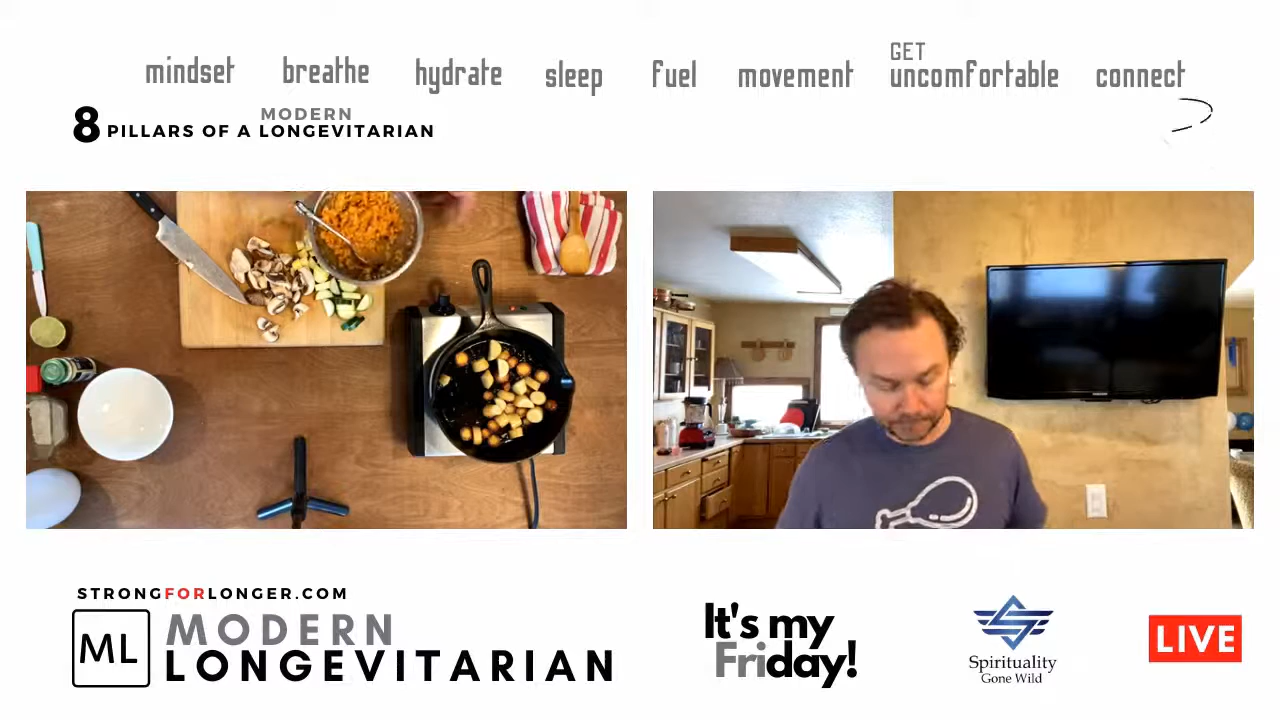 mindset breathe hydrate sleep fuel movement GET uncomfortable connect
8 PILLARS OF A MODERN LONGEVITARIAN
STRONGFORLONGER.COM
ML MODERN
LONGEVITARIAN
It's my
Friday!
Spirituality
Gone Wild
LIVE